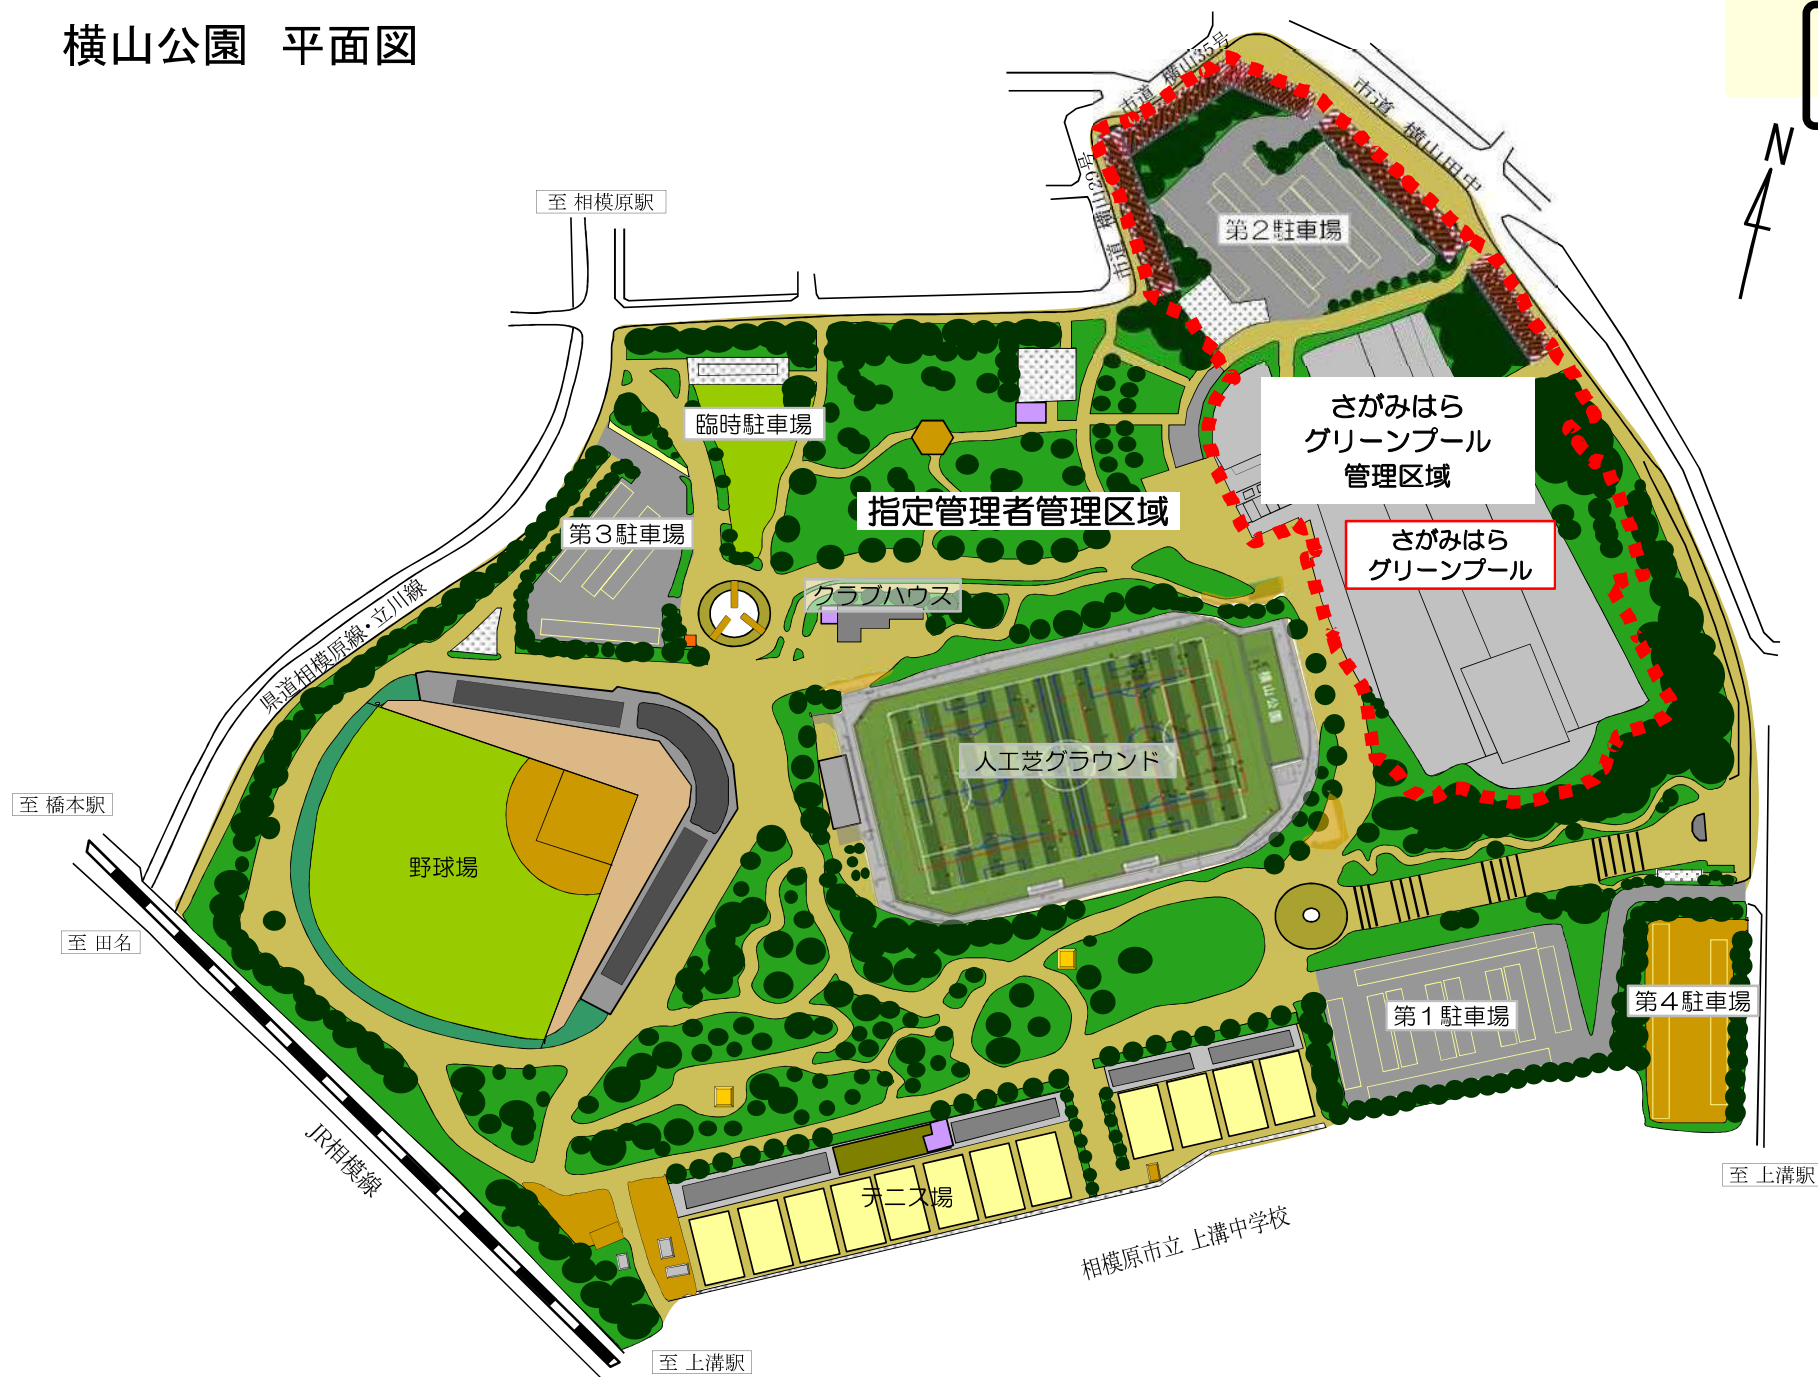 横山公園 平面図
N
市道 横山35号
市道 横山田中
市道 横山129号
至 相模原駅
第2駐車場
臨時駐車場
さがみはら
グリーンプール
管理区域
指定管理者管理区域
第3駐車場
さがみはら
グリーンプール
クラブハウス
県道相模原線・立川線
横山公園
人工芝グラウンド
至 橋本駅
野球場
至 田名
第1駐車場
第4駐車場
JR相模線
テニス場
至 上溝駅
相模原市立 上溝中学校
至 上溝駅